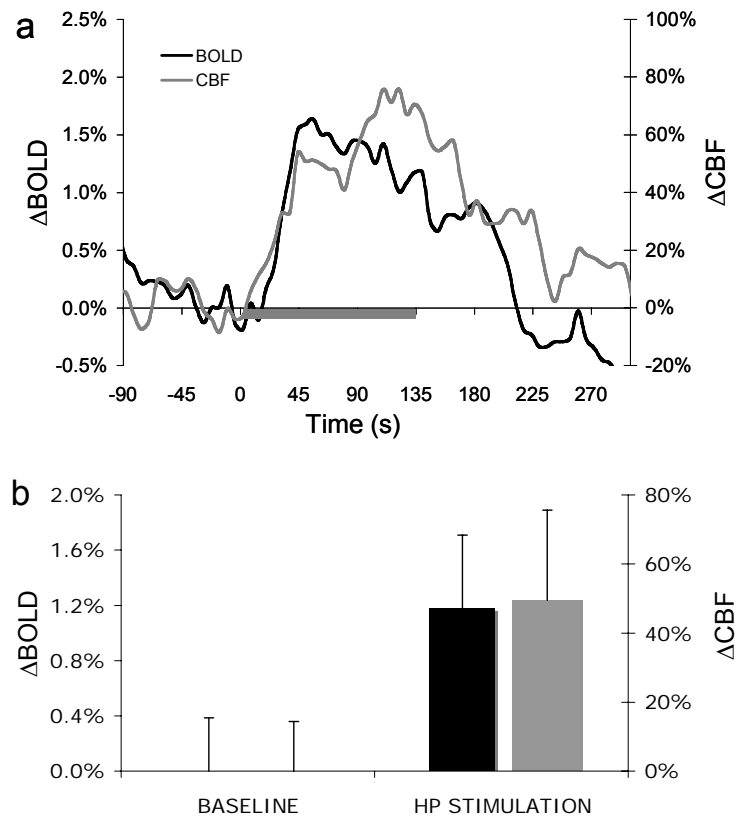 a
2.5%
2.0%
1.5%
1.0%
0.5%
0.0%
-0.5%
ΔBOLD
BOLD
CBF
100%
80%
60%
40%
20%
0%
-20%
ΔCBF
-90 -45 0 45 90 135 180 225 270
Time (s)
b
2.0%
1.6%
1.2%
0.8%
0.4%
0.0%
ΔBOLD
80%
60%
40%
20%
0%
ΔCBF
BASELINE HP STIMULATION